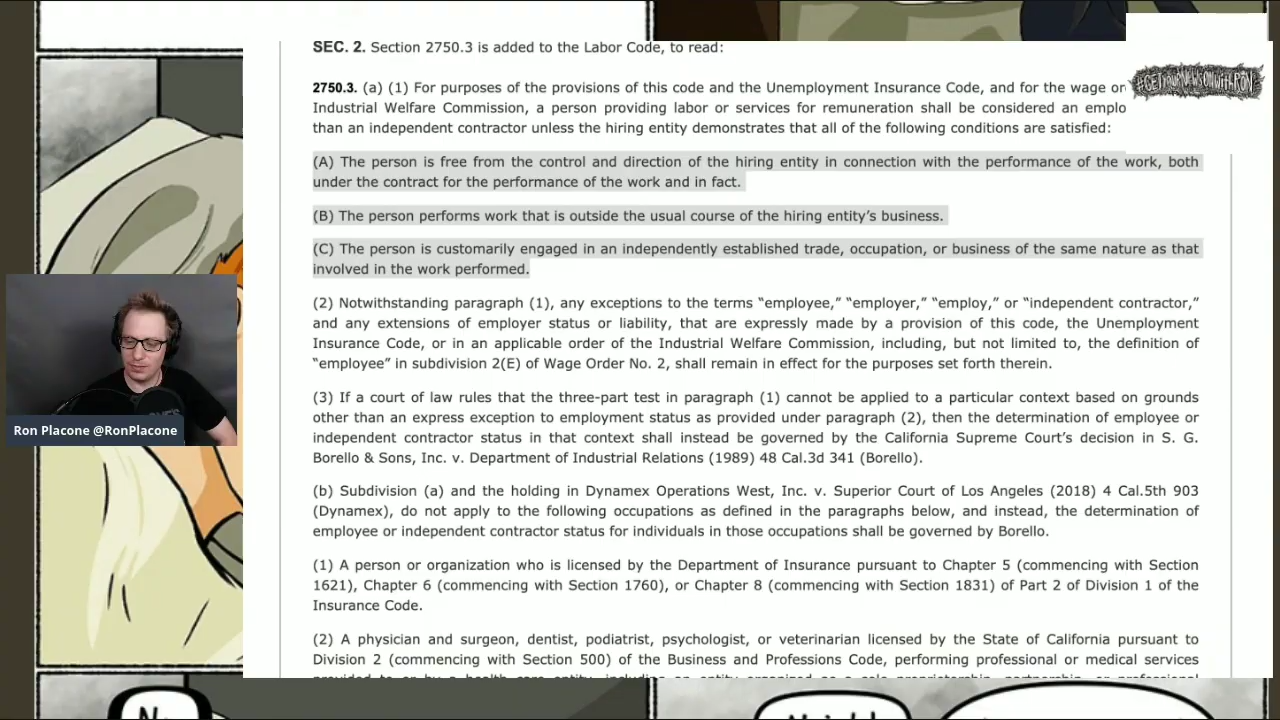 SEC. 2. Section 2750.3 is added to the Labor Code, to read:
#GETYOURNEWSONWITHRON
2750.3. (a) (1) For purposes of the provisions of this code and the Unemployment Insurance Code, and for the wage or
Industrial Welfare Commission, a person providing labor or services for remuneration shall be considered an emplo
than an independent contractor unless the hiring entity demonstrates that all of the following conditions are satisfied:
(A) The person is free from the control and direction of the hiring entity in connection with the performance of the work, both
under the contract for the performance of the work and in fact.
(B) The person performs work that is outside the usual course of the hiring entity’s business.
(C) The person is customarily engaged in an independently established trade, occupation, or business of the same nature as that
involved in the work performed.
(2) Notwithstanding paragraph (1), any exceptions to the terms “employee,” “employer,” “employ,” or “independent contractor,”
and any extensions of employer status or liability, that are expressly made by a provision of this code, the Unemployment
Insurance Code, or in an applicable order of the Industrial Welfare Commission, including, but not limited to, the definition of
“employee” in subdivision 2(E) of Wage Order No. 2, shall remain in effect for the purposes set forth therein.
(3) If a court of law rules that the three-part test in paragraph (1) cannot be applied to a particular context based on grounds
other than an express exception to employment status as provided under paragraph (2), then the determination of employee or
independent contractor status in that context shall instead be governed by the California Supreme Court’s decision in S. G.
Borello & Sons, Inc. v. Department of Industrial Relations (1989) 48 Cal.3d 341 (Borello).
Ron Placone @RonPlacone
(b) Subdivision (a) and the holding in Dynamex Operations West, Inc. v. Superior Court of Los Angeles (2018) 4 Cal.5th 903
(Dynamex), do not apply to the following occupations as defined in the paragraphs below, and instead, the determination of
employee or independent contractor status for individuals in those occupations shall be governed by Borello.
(1) A person or organization who is licensed by the Department of Insurance pursuant to Chapter 5 (commencing with Section
1621), Chapter 6 (commencing with Section 1760), or Chapter 8 (commencing with Section 1831) of Part 2 of Division 1 of the
Insurance Code.
(2) A physician and surgeon, dentist, podiatrist, psychologist, or veterinarian licensed by the State of California pursuant to
Division 2 (commencing with Section 500) of the Business and Professions Code, performing professional or medical services